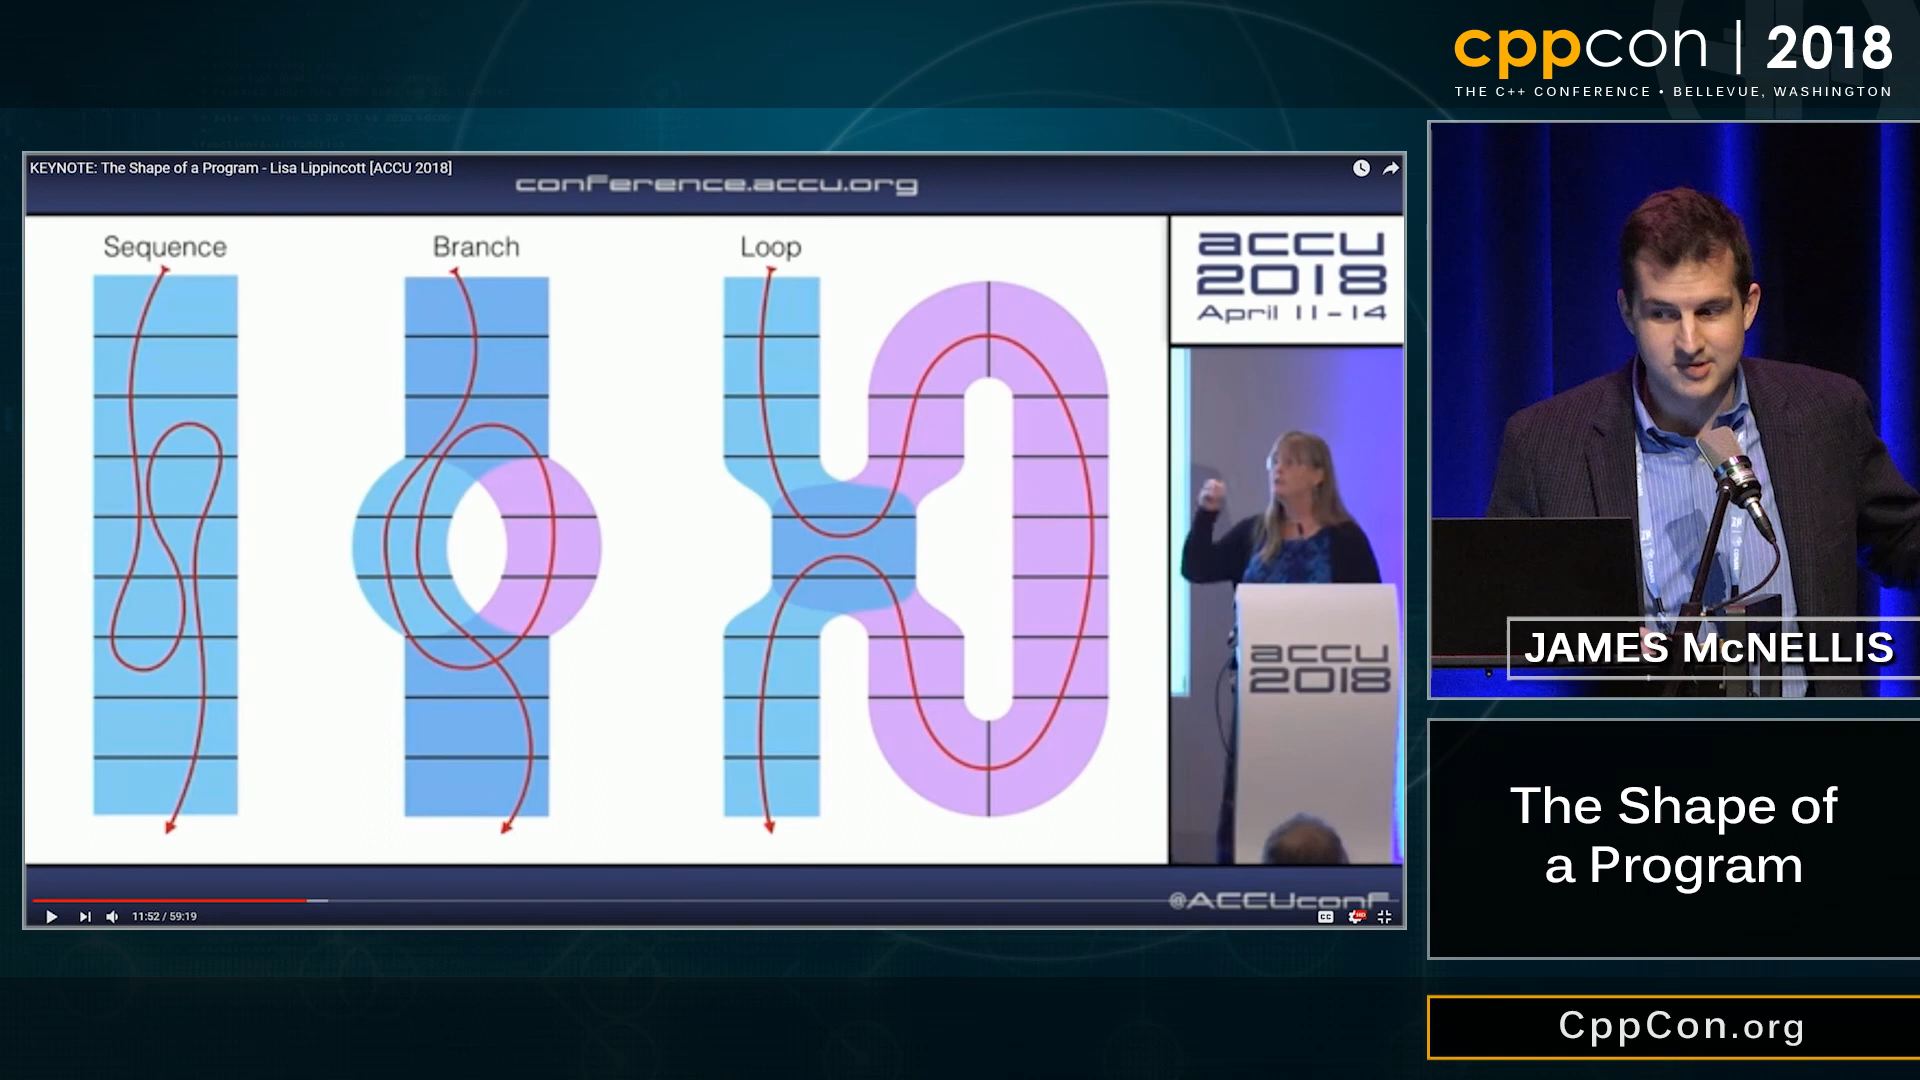 cppcon | 2018
THE C++ CONFERENCE • BELLEVUE, WASHINGTON
KEYNOTE: The Shape of a Program - Lisa Lippincott [ACCU 2018]
conference.accu.org
Sequence
Branch
Loop
accu
2018
April 11-14
accu
2018
@ACCUconf
11:52 / 59:19
CC
HD
JAMES McNELLIS
The Shape of
a Program
CppCon.org